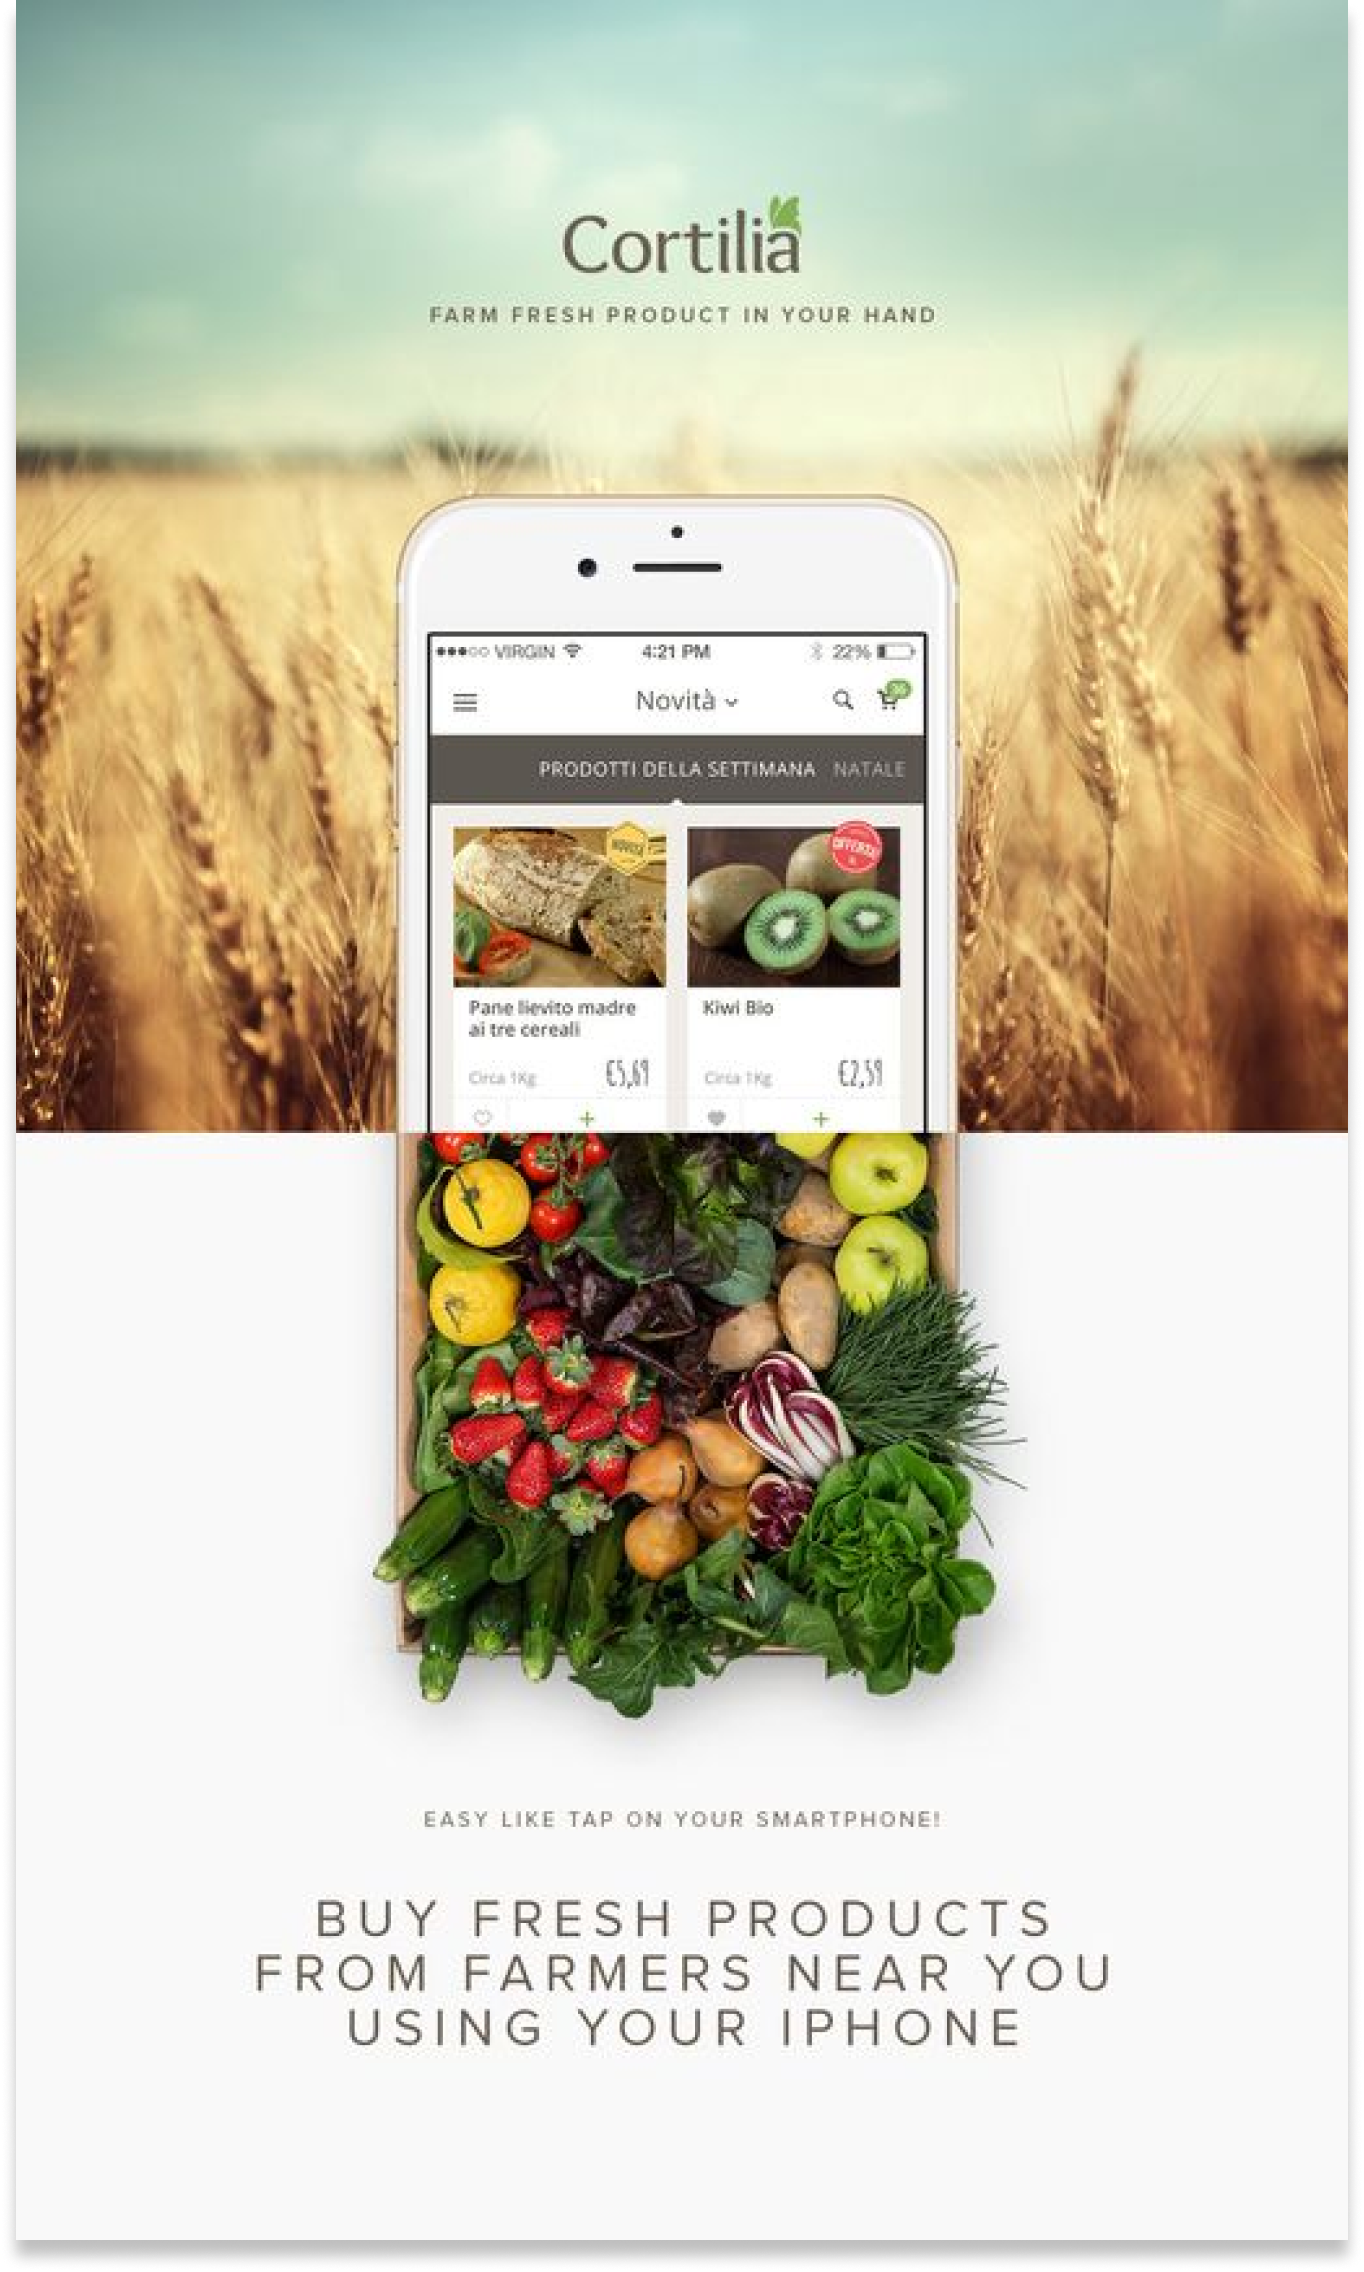 Cortilia
FARM FRESH PRODUCT IN YOUR HAND
VIRGIN 4:21 PM 22%
Novità
PRODOTTI DELLA SETTIMANA NATALE
NOVITÀ
OFFERTA
Pane lievito madre
ai tre cereali
Circa 1Kg €5,69
Kiwi Bio
Circa 1Kg €2,59
EASY LIKE TAP ON YOUR SMARTPHONE!
BUY FRESH PRODUCTS
FROM FARMERS NEAR YOU
USING YOUR IPHONE